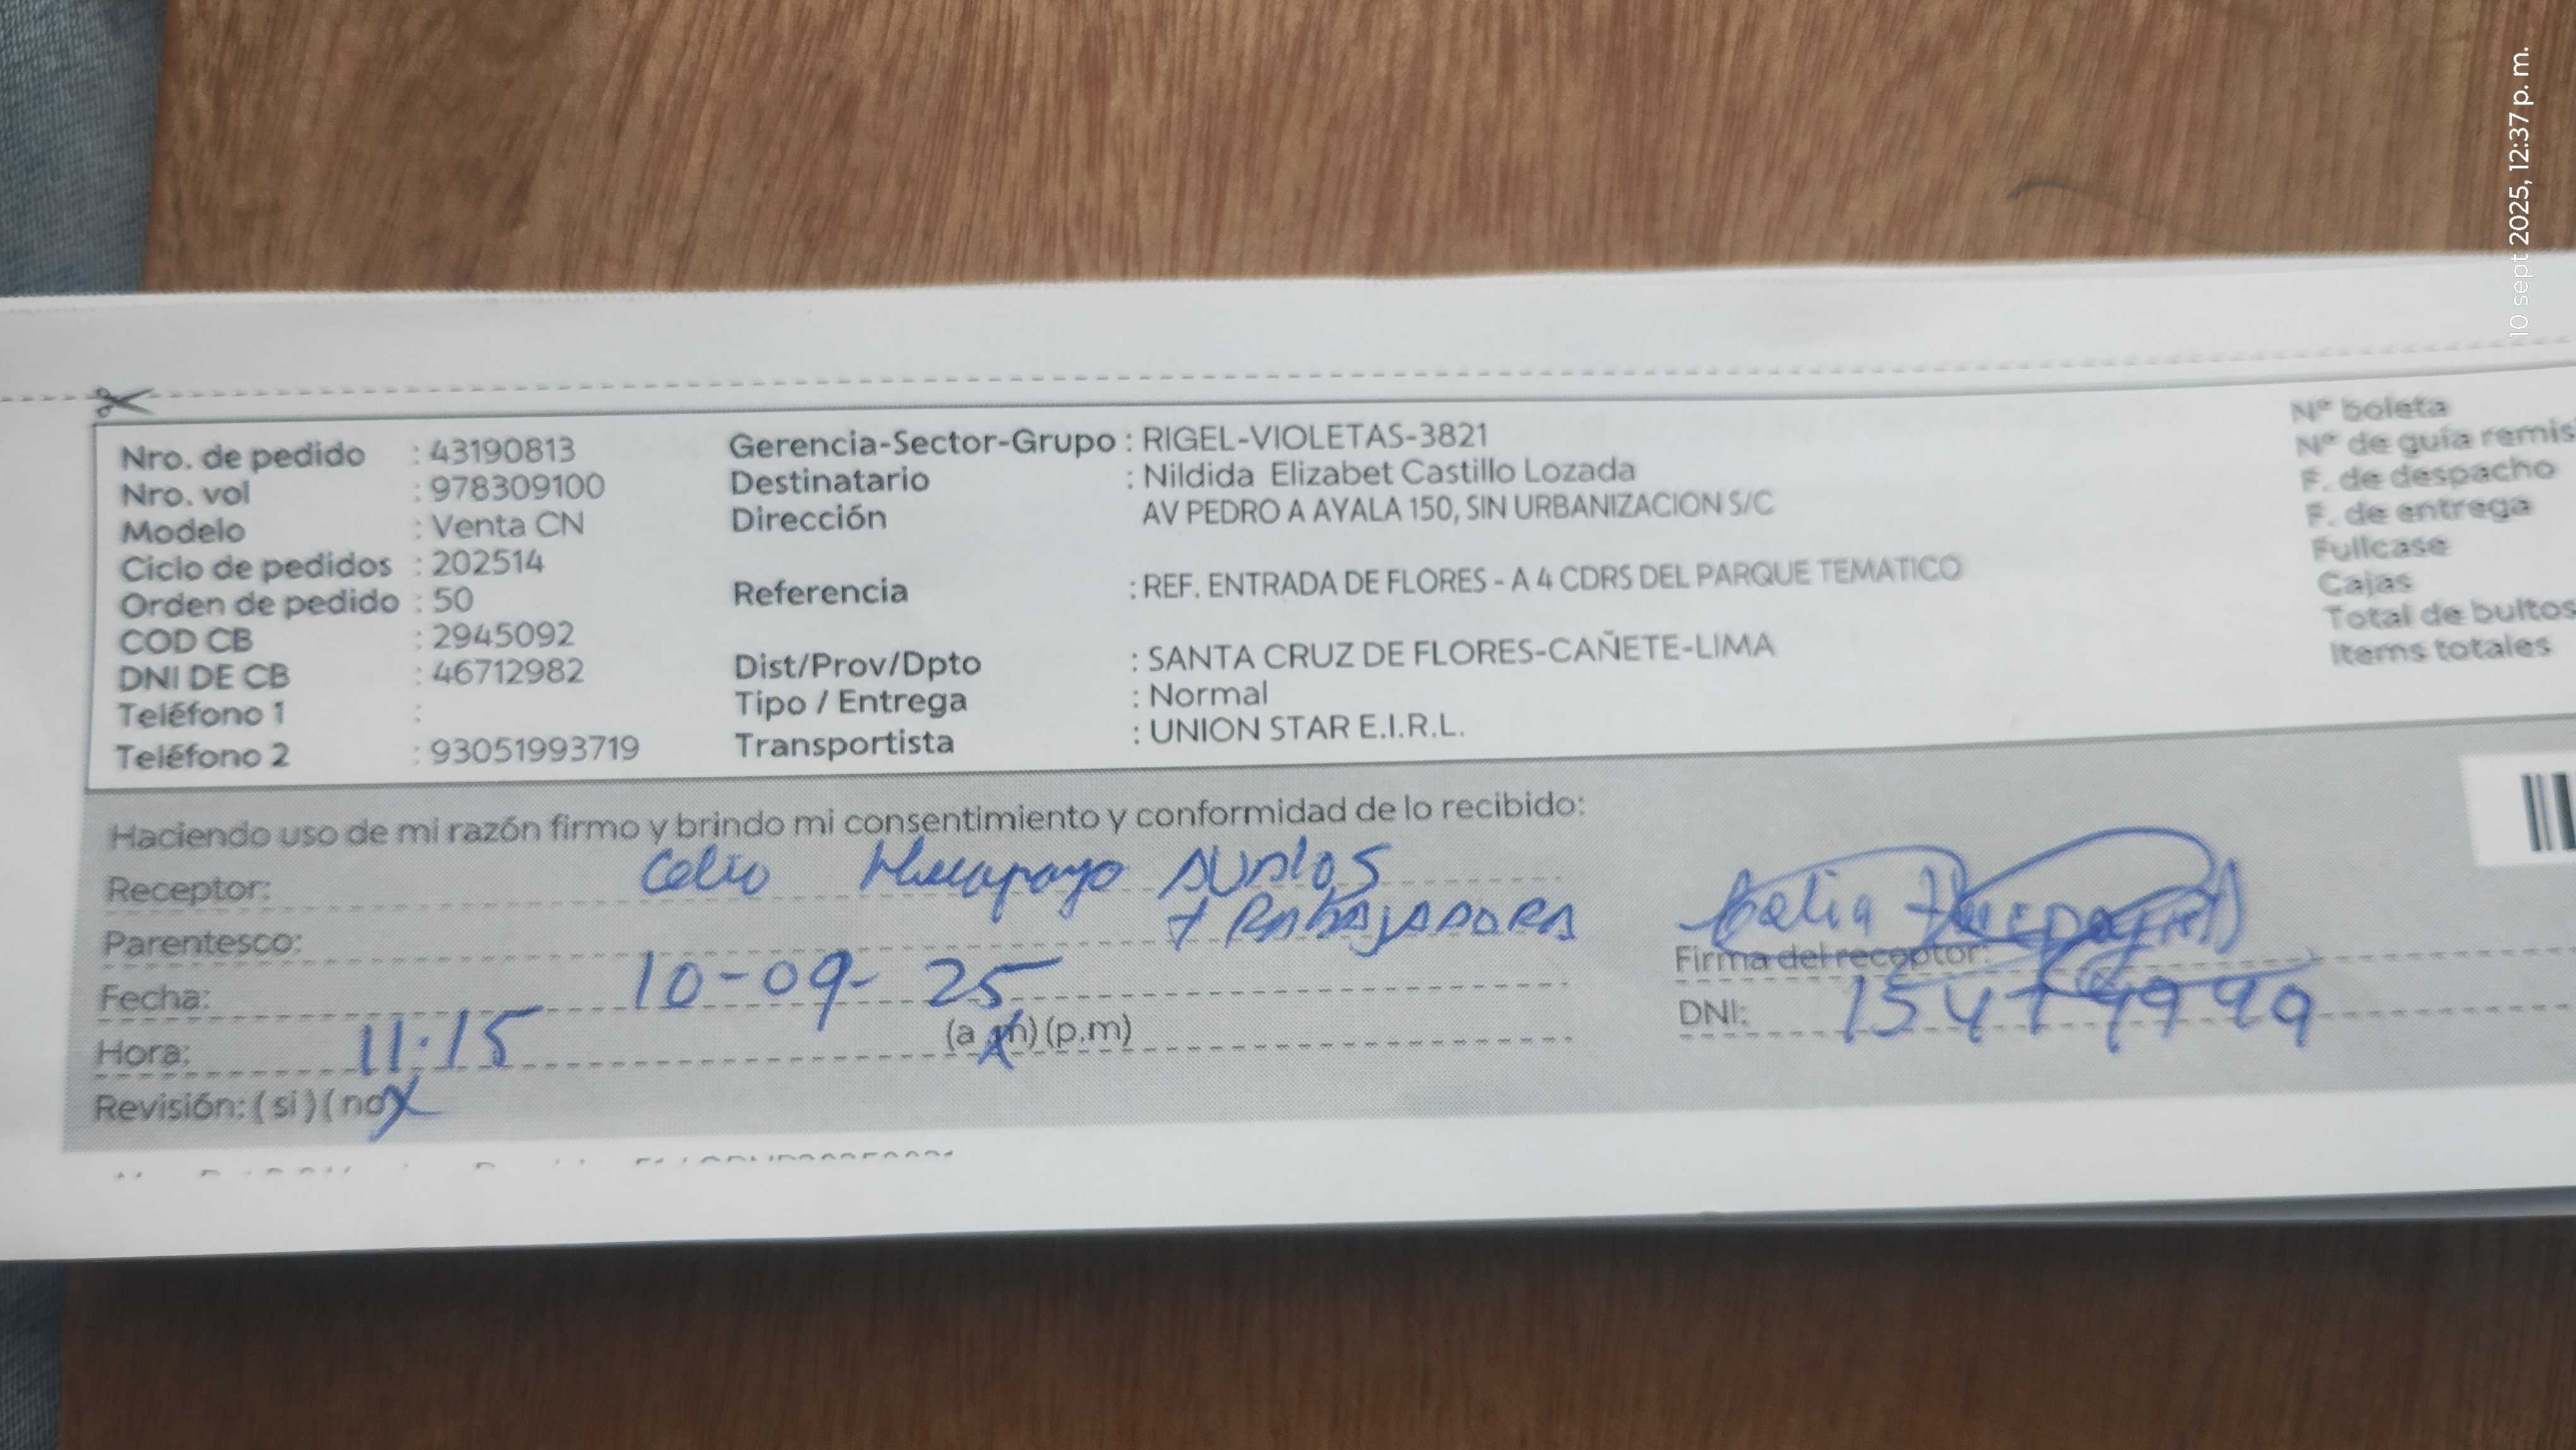 10 sept 2025, 12:37 p. m.
Nro. de pedido : 43190813
Nro. vol : 978309100
Modelo : Venta CN
Ciclo de pedidos : 202514
Orden de pedido : 50
COD CB : 2945092
DNI DE CB : 46712982
Teléfono 1 :
Teléfono 2 : 93051993719
Gerencia-Sector-Grupo : RIGEL-VIOLETAS-3821
Destinatario : Nildida Elizabet Castillo Lozada
Dirección AV PEDRO A AYALA 150, SIN URBANIZACION S/C
Referencia : REF. ENTRADA DE FLORES - A 4 CDRS DEL PARQUE TEMATICO
Dist/Prov/Dpto : SANTA CRUZ DE FLORES-CAÑETE-LIMA
Tipo / Entrega : Normal
Transportista : UNION STAR E.I.R.L.
N° boleta
N° de guía remis
F. de despacho
F. de entrega
Fullcase
Cajas
Total de bultos
Items totales
Haciendo uso de mi razón firmo y brindo mi consentimiento y conformidad de lo recibido:
Receptor:
Parentesco: TRABAJADORA
Fecha: 10-09-25
Hora: 11:15 (a.m) (p.m)
Revisión: (si) (no)
Firma del receptor: Celia
DNI: